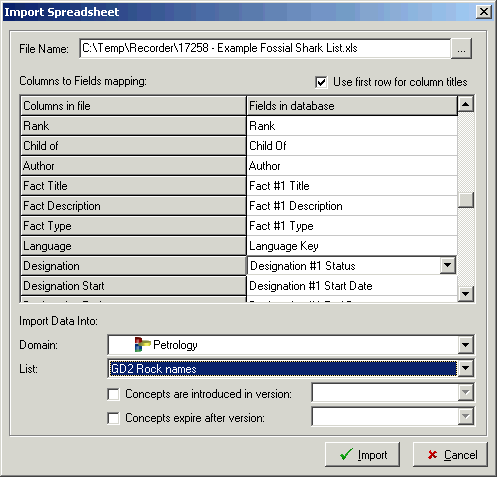 Import Spreadsheet
File Name: C:\Temp\Recorder\17258 - Example Fossial Shark List.xls ...
Columns to Fields mapping: Use first row for column titles
Columns in file Fields in database
Rank Rank
Child of Child Of
Author Author
Fact Title Fact #1 Title
Fact Description Fact #1 Description
Fact Type Fact #1 Type
Language Language Key
Designation Designation #1 Status
Designation Start Designation #1 Start Date
Import Data Into:
Domain: Petrology
List: GD2 Rock names
Concepts are introduced in version:
Concepts expire after version:
Import Cancel